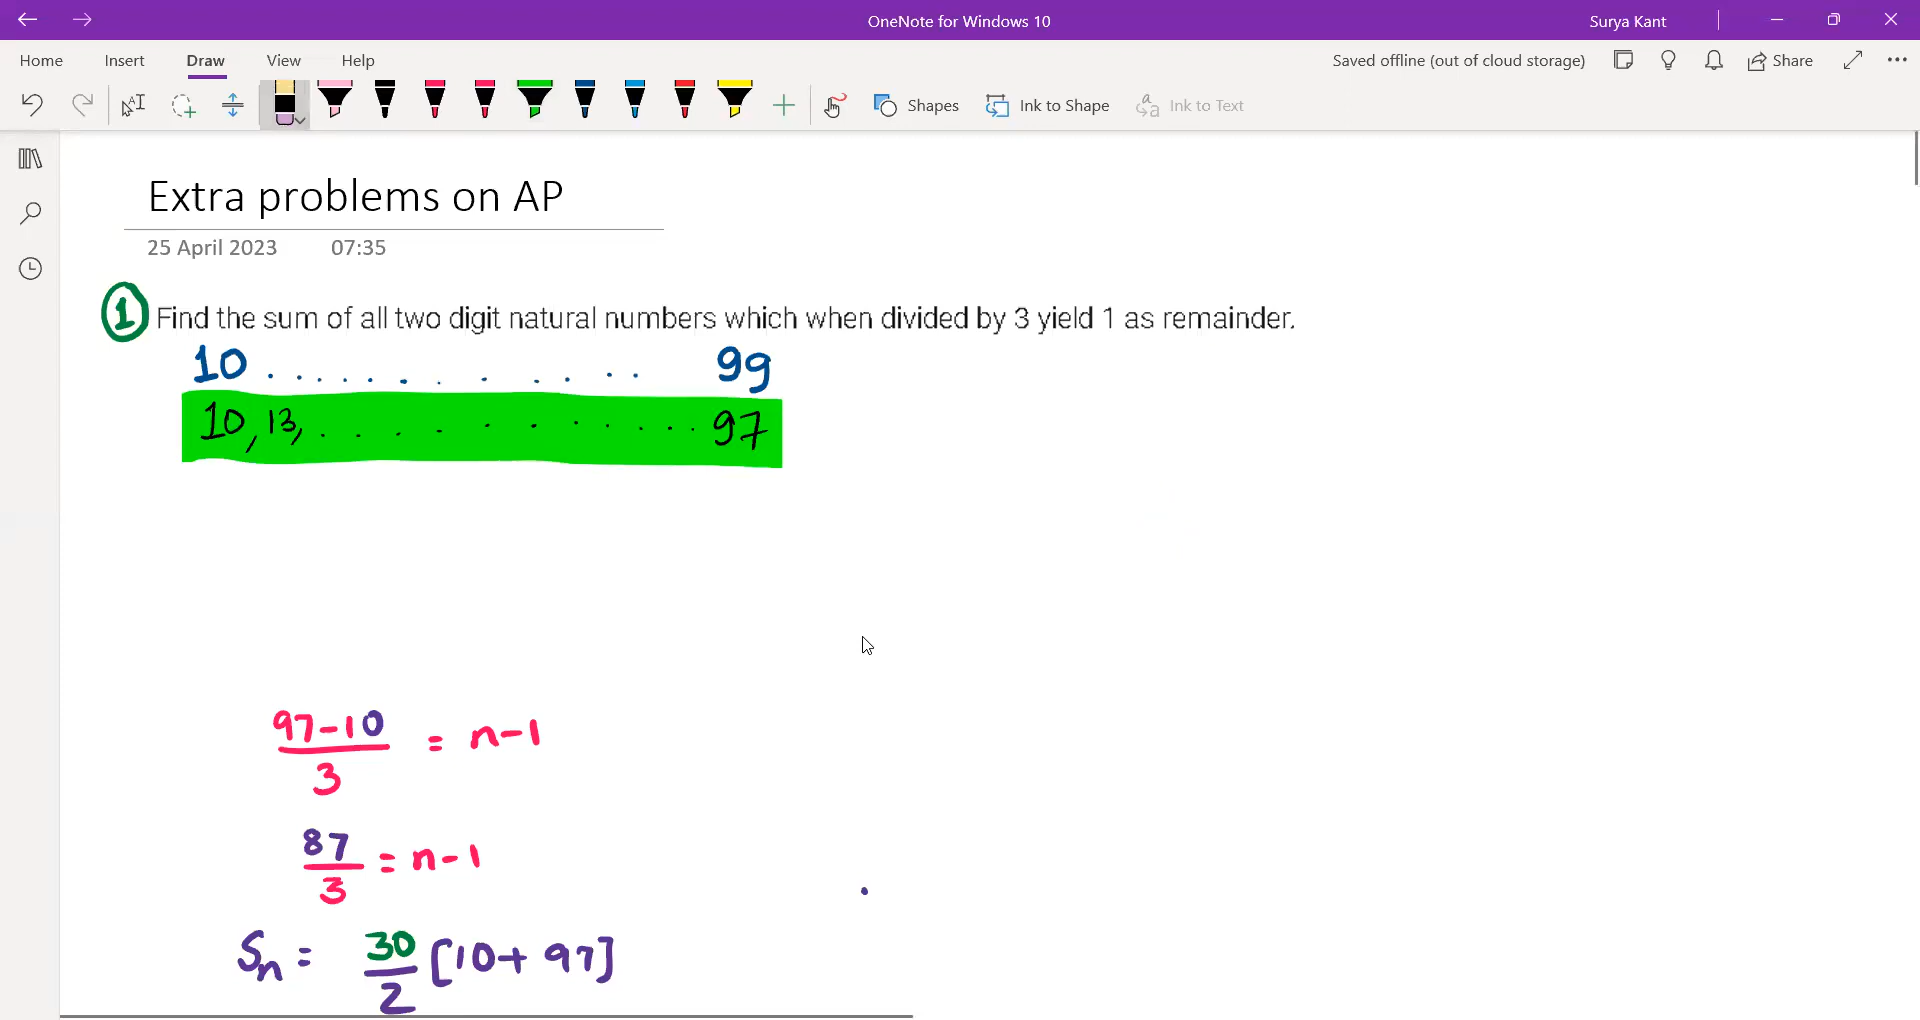 OneNote for Windows 10
Surya Kant
Home Insert Draw View Help
Saved offline (out of cloud storage)
Share
Shapes
Ink to Shape
Ink to Text
Extra problems on AP
25 April 2023 07:35
1 Find the sum of all two digit natural numbers which when divided by 3 yield 1 as remainder.
10 . . . . . . . . . . . . 99
10, 13, . . . . . . . . . . . 97
97-10
= n-1
3
87
= n-1
3
Sn = 30 [10+ 97]
2